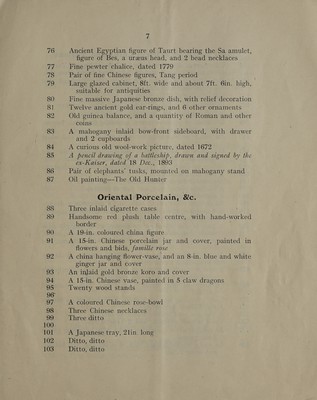 7
76 Ancient Egyptian figure of Taurt bearing the Sa amulet,
figure of Bes, a uraeus head, and 2 bead necklaces
77 Fine pewter chalice, dated 1779
78 Pair of fine Chinese figures, Tang period
79 Large glazed cabinet, 8ft. wide and about 7ft. 6in. high,
suitable for antiquities
80 Fine massive Japanese bronze dish, with relief decoration
81 Twelve ancient gold ear-rings, and 6 other ornaments
82 Old guinea balance, and a quantity of Roman and other
coins
83 A mahogany inlaid bow-front sideboard, with drawer
and 2 cupboards
84 A curious old wool-work picture, dated 1672
85 A pencil drawing of a battleship, drawn and signed by the
ex-Kaiser, dated 18 Dec., 1893
86 Pair of elephants' tusks, mounted on mahogany stand
87 Oil painting—The Old Hunter
Oriental Porcelain, &c.
88 Three inlaid cigarette cases
89 Handsome red plush table centre, with hand-worked
border
90 A 19-in. coloured china figure
91 A 15-in. Chinese porcelain jar and cover, painted in
flowers and birds, famille rose
92 A china hanging flower-vase, and an 8-in. blue and white
ginger jar and cover
93 An inlaid gold bronze koro and cover
94 A 15-in. Chinese vase, painted in 5 claw dragons
95 Twenty wood stands
96
97 A coloured Chinese rose-bowl
98 Three Chinese necklaces
99 Three ditto
100
101 A Japanese tray, 21in. long
102 Ditto, ditto
103 Ditto, ditto